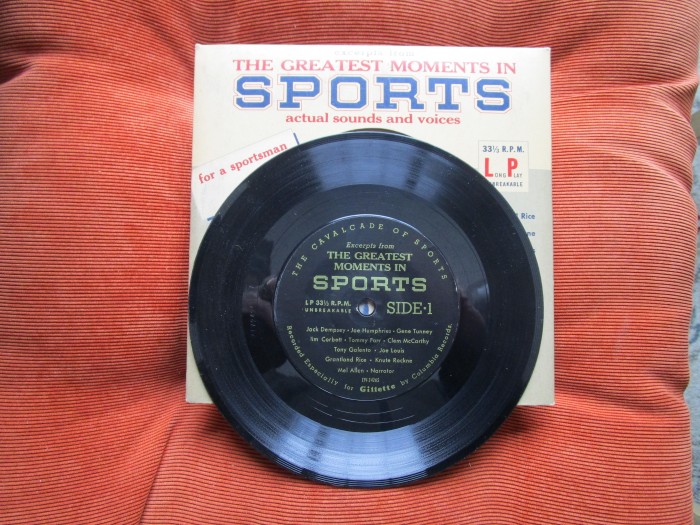 excerpts from
THE GREATEST MOMENTS IN
SPORTS
actual sounds and voices
for a sportsman
33⅓ R.P.M.
LONG PLAY
Rice
THE CAVALCADE OF SPORTS
Excerpts from
THE GREATEST
MOMENTS IN
SPORTS
LP 33⅓ R.P.M.
UNBREAKABLE
SIDE·1
Jack Dempsey · Joe Humphries · Gene Tunney
Jim Corbett · Tommy Farr · Clem McCarthy
Tony Galento · Joe Louis
Grantland Rice · Knute Rockne
Mel Allen · Narrator
Recorded Especially for Gillette by Columbia Records